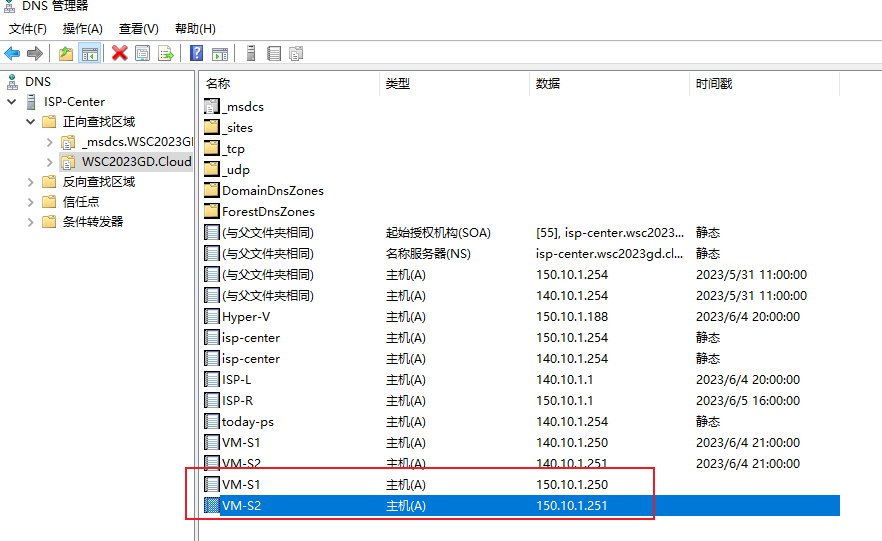 DNS 管理器
文件(F) 操作(A) 查看(V) 帮助(H)
DNS
ISP-Center
正向查找区域
_msdcs.WSC2023GI
WSC2023GD.Cloud
反向查找区域
信任点
条件转发器
名称 类型 数据 时间戳
_msdcs
_sites
_tcp
_udp
DomainDnsZones
ForestDnsZones
(与父文件夹相同) 起始授权机构(SOA) [55], isp-center.wsc2023... 静态
(与父文件夹相同) 名称服务器(NS) isp-center.wsc2023gd.cl... 静态
(与父文件夹相同) 主机(A) 150.10.1.254 2023/5/31 11:00:00
(与父文件夹相同) 主机(A) 140.10.1.254 2023/5/31 11:00:00
Hyper-V 主机(A) 150.10.1.188 2023/6/4 20:00:00
isp-center 主机(A) 150.10.1.254 静态
isp-center 主机(A) 140.10.1.254 静态
ISP-L 主机(A) 140.10.1.1 2023/6/4 20:00:00
ISP-R 主机(A) 150.10.1.1 2023/6/5 16:00:00
today-ps 主机(A) 140.10.1.254 静态
VM-S1 主机(A) 140.10.1.250 2023/6/4 21:00:00
VM-S2 主机(A) 140.10.1.251 2023/6/4 21:00:00
VM-S1 主机(A) 150.10.1.250
VM-S2 主机(A) 150.10.1.251